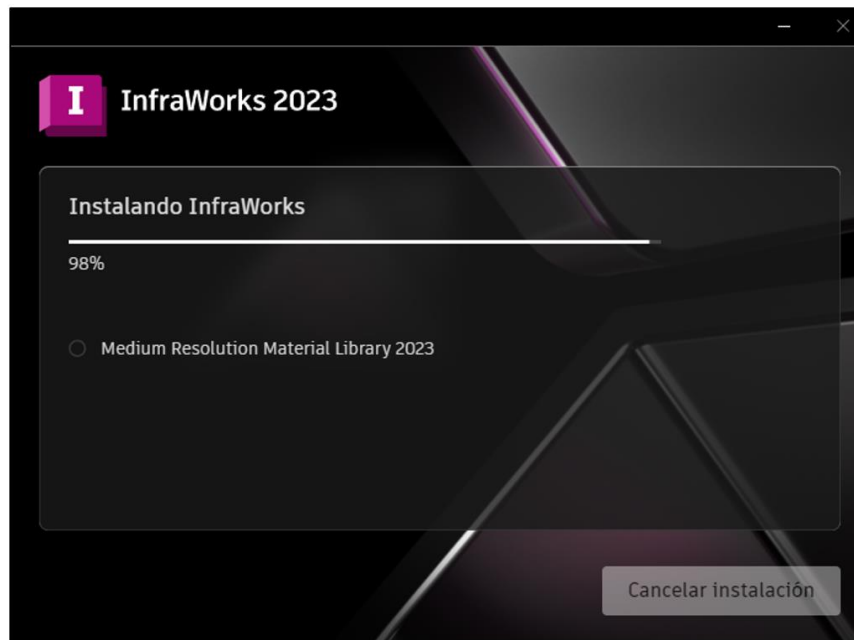 I
InfraWorks 2023
Instalando InfraWorks
98%
Medium Resolution Material Library 2023
Cancelar instalación